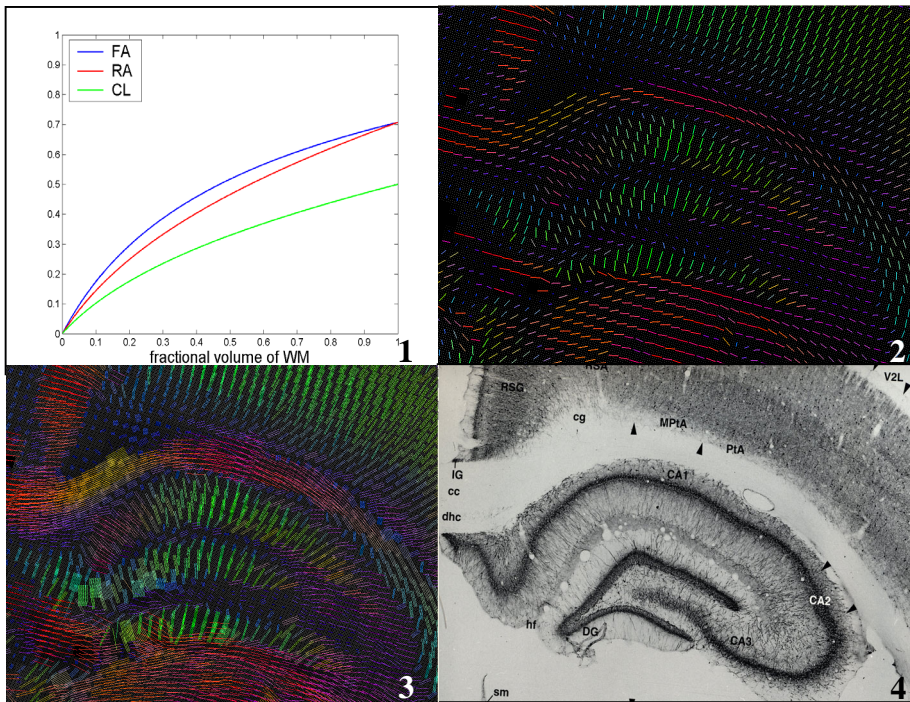 1
0.9
0.8
0.7
0.6
0.5
0.4
0.3
0.2
0.1
0
FA
RA
CL
0 0.1 0.2 0.3 0.4 0.5 0.6 0.7 0.8 0.9 1
fractional volume of WM
1
2
3
RSA
RSG
V2L
cg
MPtA
PtA
IG
cc
CA1
dhc
CA2
hf
DG
CA3
sm
4